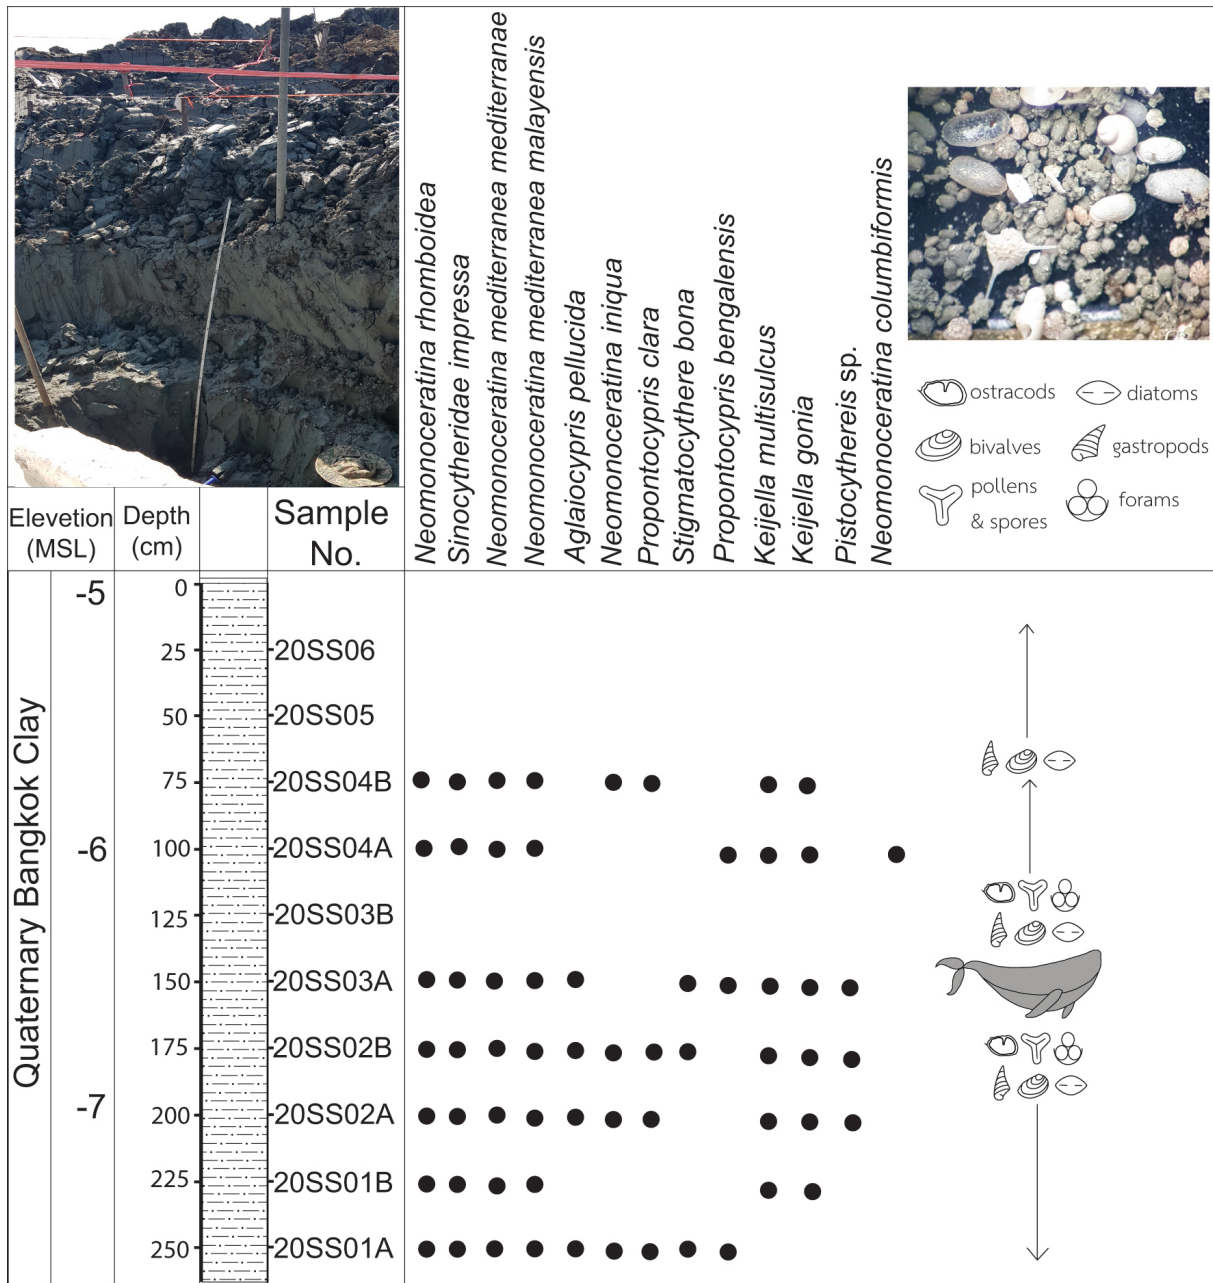 Neomonoceratina rhomboidea
Sinocytheridae impressa
Neomonoceratina mediterranea mediterranae
Neomonoceratina mediterranea malayensis
Aglaiocypris pellucida
Neomonoceratina iniqua
Propontocypris clara
Stigmatocythere bona
Propontocypris bengalensis
Keijella multisulcus
Keijella gonia
Pistocythereis sp.
Neomonoceratina columbiformis
ostracods
diatoms
bivalves
gastropods
pollens
& spores
forams
Elevetion
(MSL)
Depth
(cm)
Sample
No.
Quaternary Bangkok Clay
-5
0
25
20SS06
50
20SS05
75
20SS04B
-6
100
20SS04A
125
20SS03B
150
20SS03A
175
20SS02B
-7
200
20SS02A
225
20SS01B
250
20SS01A